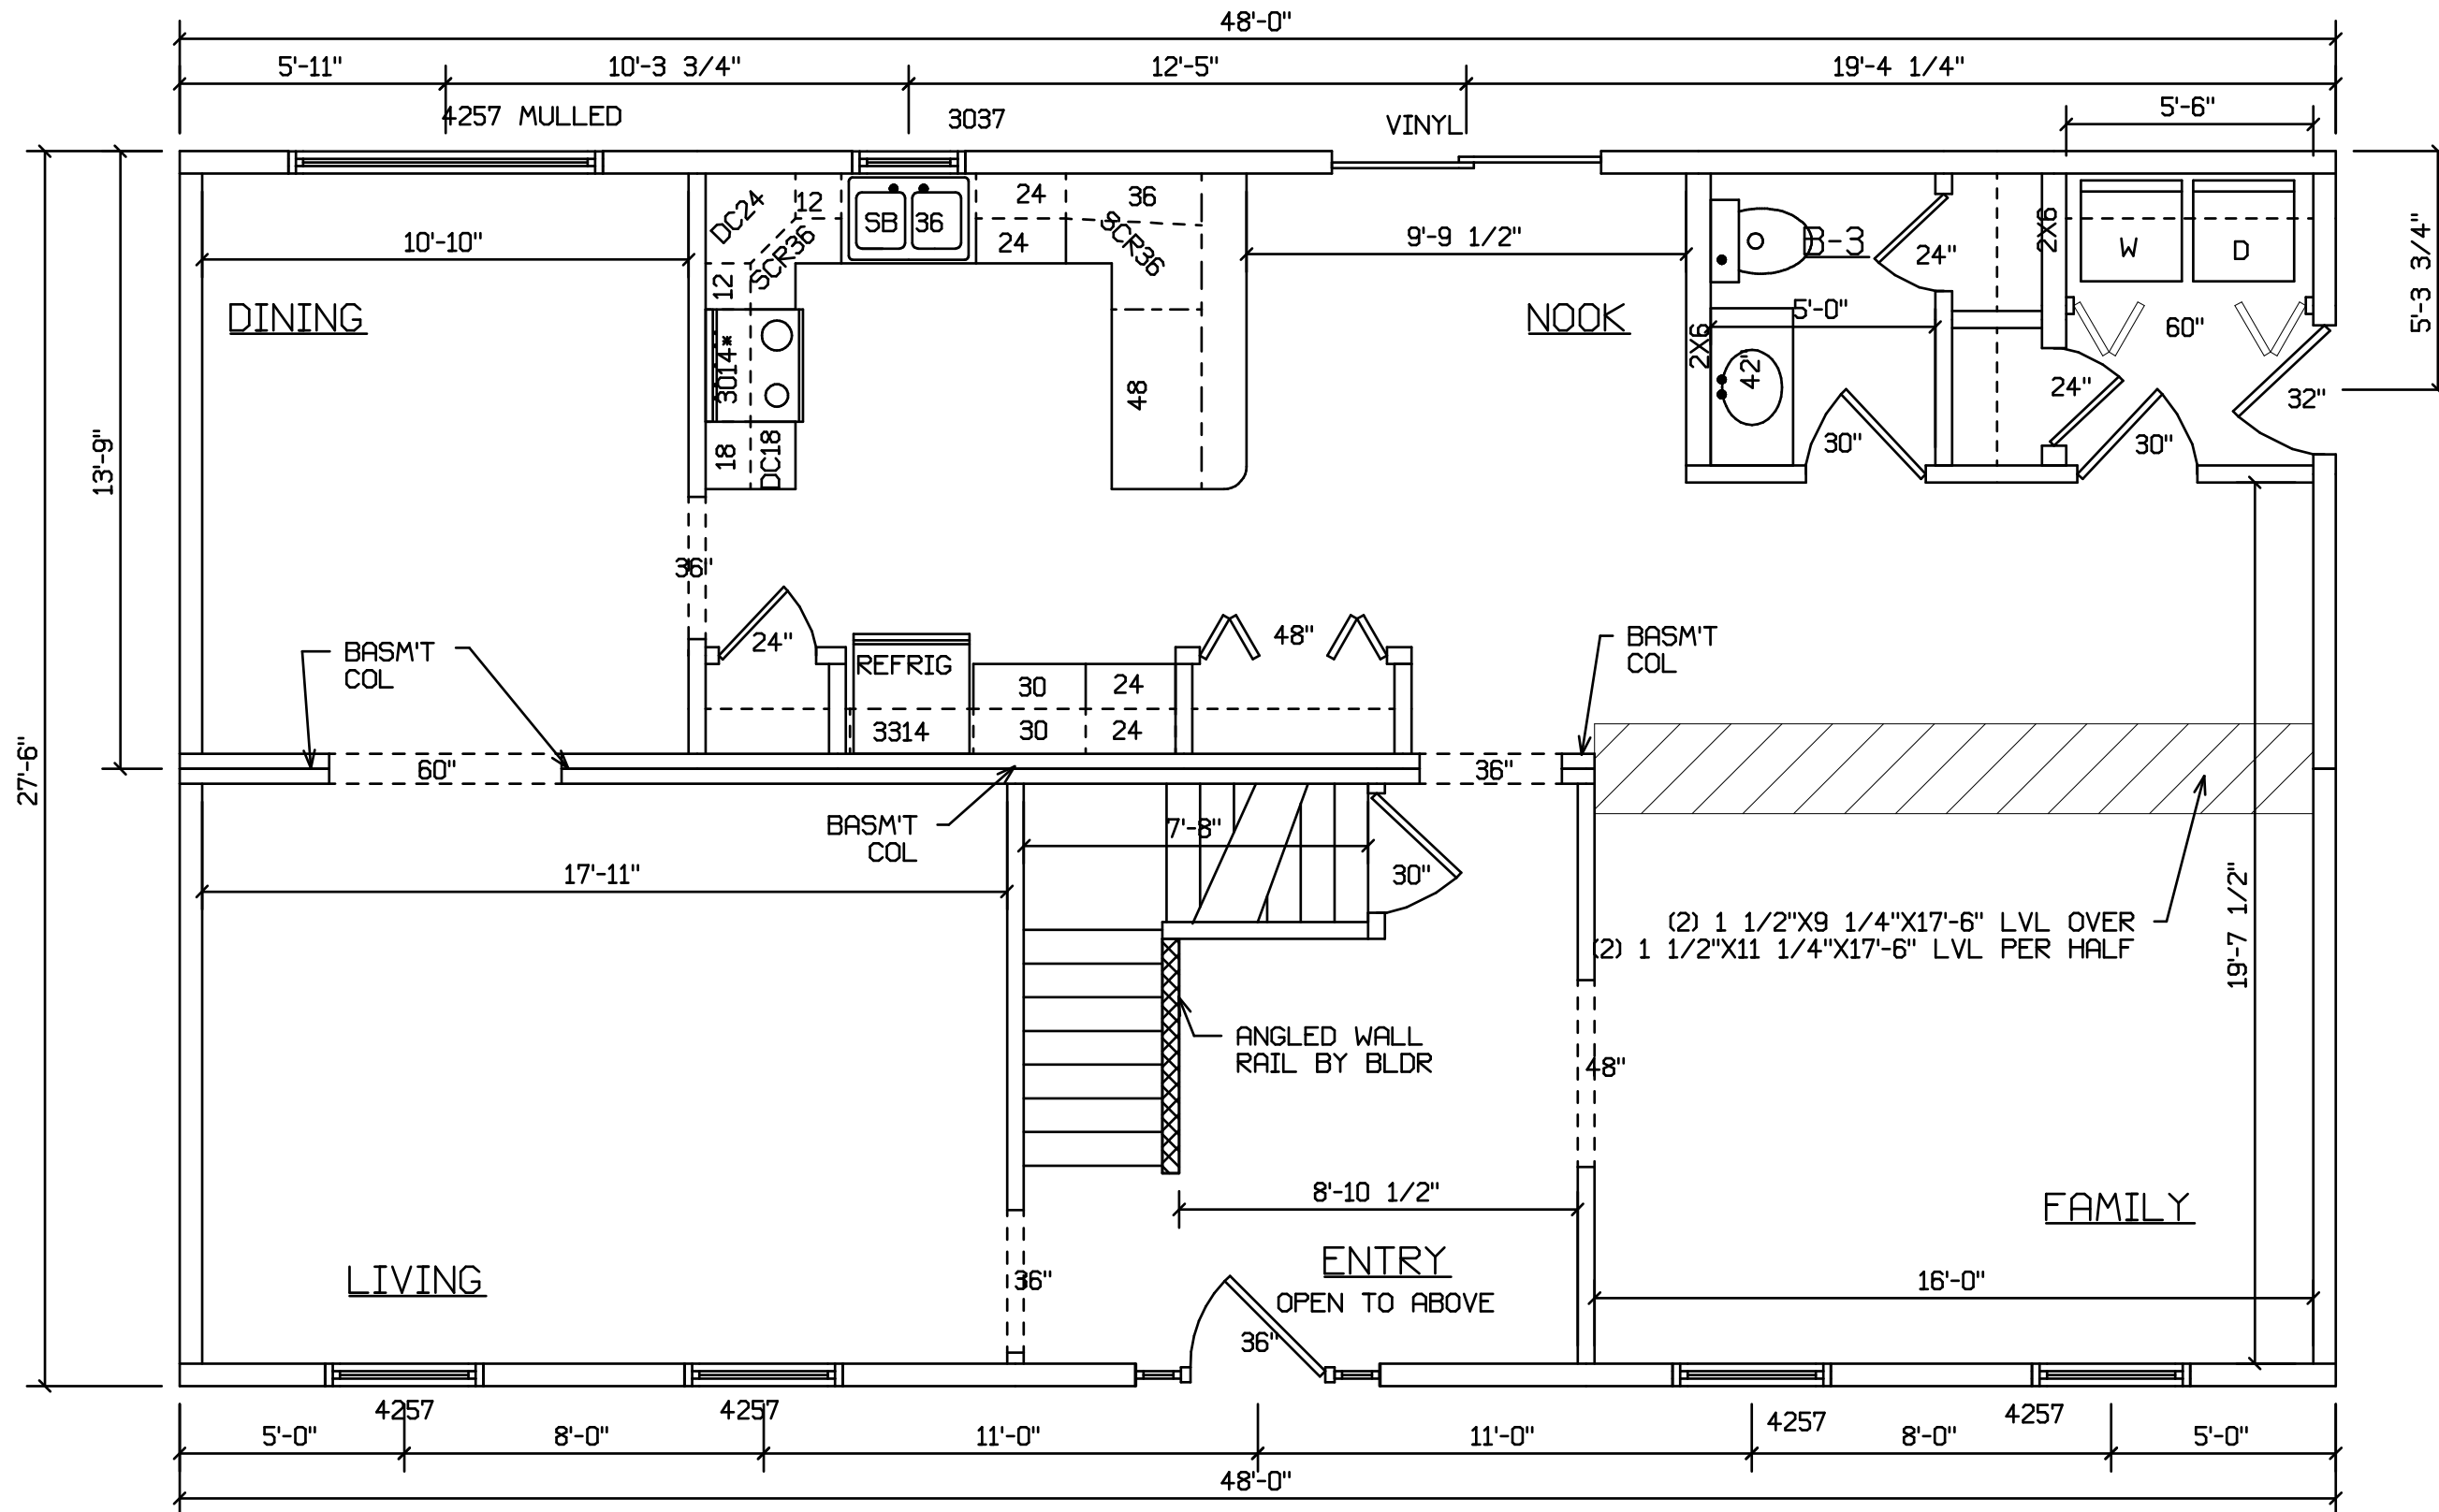 48'-0"
5'-11"
10'-3 3/4"
12'-5"
19'-4 1/4"
4257 MULLED
3037
VINYL
5'-6"
DC24
12
SB 36
24
36
24
SCR36
SCR36
12
10'-10"
9'-9 1/2"
B-3
24"
2X6
W
D
5'-3 3/4"
DINING
NOOK
5'-0"
60"
3014*
2X6
42"
48
24"
32"
18
DC18
30"
30"
13'-9"
36"
24"
48"
BASM'T
COL
BASM'T
COL
REFRIG
30
24
3314
30
24
27'-6"
60"
36"
BASM'T
COL
7'-8"
30"
17'-11"
(2) 1 1/2"X9 1/4"X17'-6" LVL OVER
(2) 1 1/2"X11 1/4"X17'-6" LVL PER HALF
19'-7 1/2"
ANGLED WALL
RAIL BY BLDR
48"
8'-10 1/2"
FAMILY
ENTRY
OPEN TO ABOVE
LIVING
36"
16'-0"
36"
4257
4257
4257
4257
5'-0"
8'-0"
11'-0"
11'-0"
8'-0"
5'-0"
48'-0"